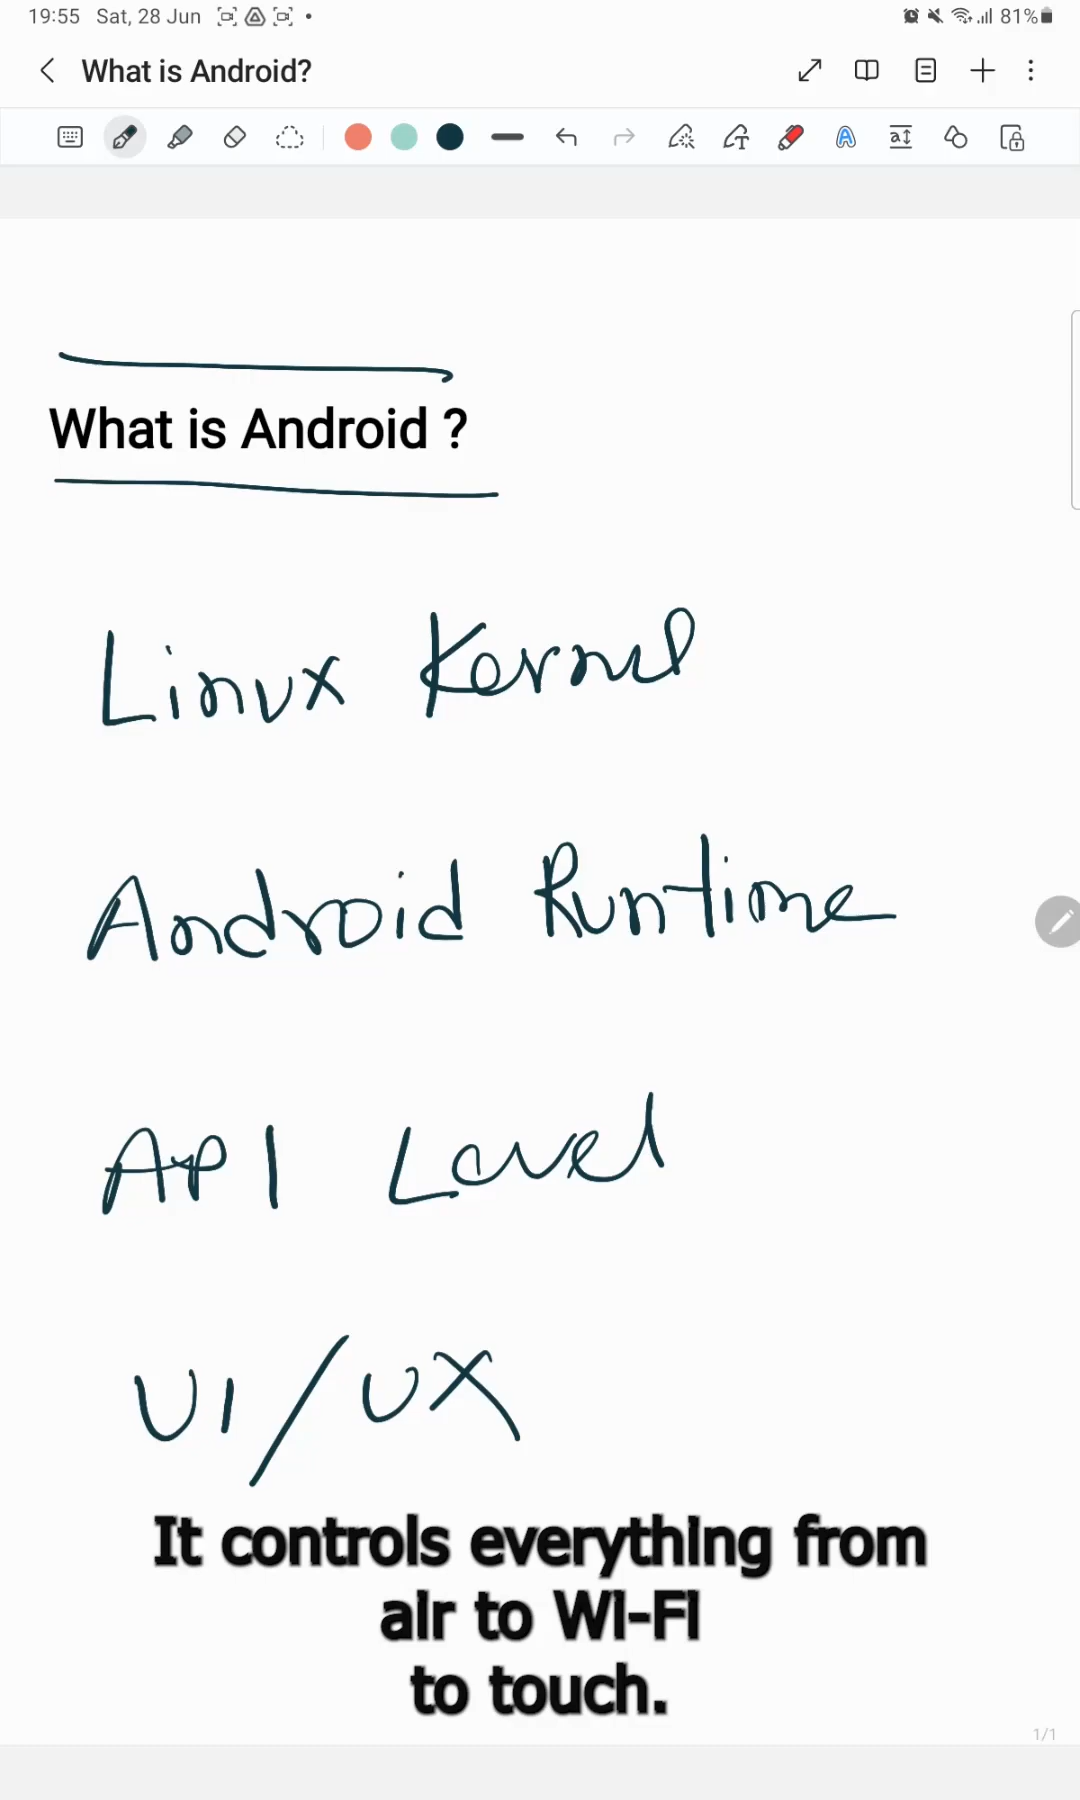 19:55 Sat, 28 Jun
81%
What is Android?
What is Android ?
Linux Kernel
Android Runtime
API Level
UI/UX
It controls everything from
air to Wi-Fi
to touch.
1/1